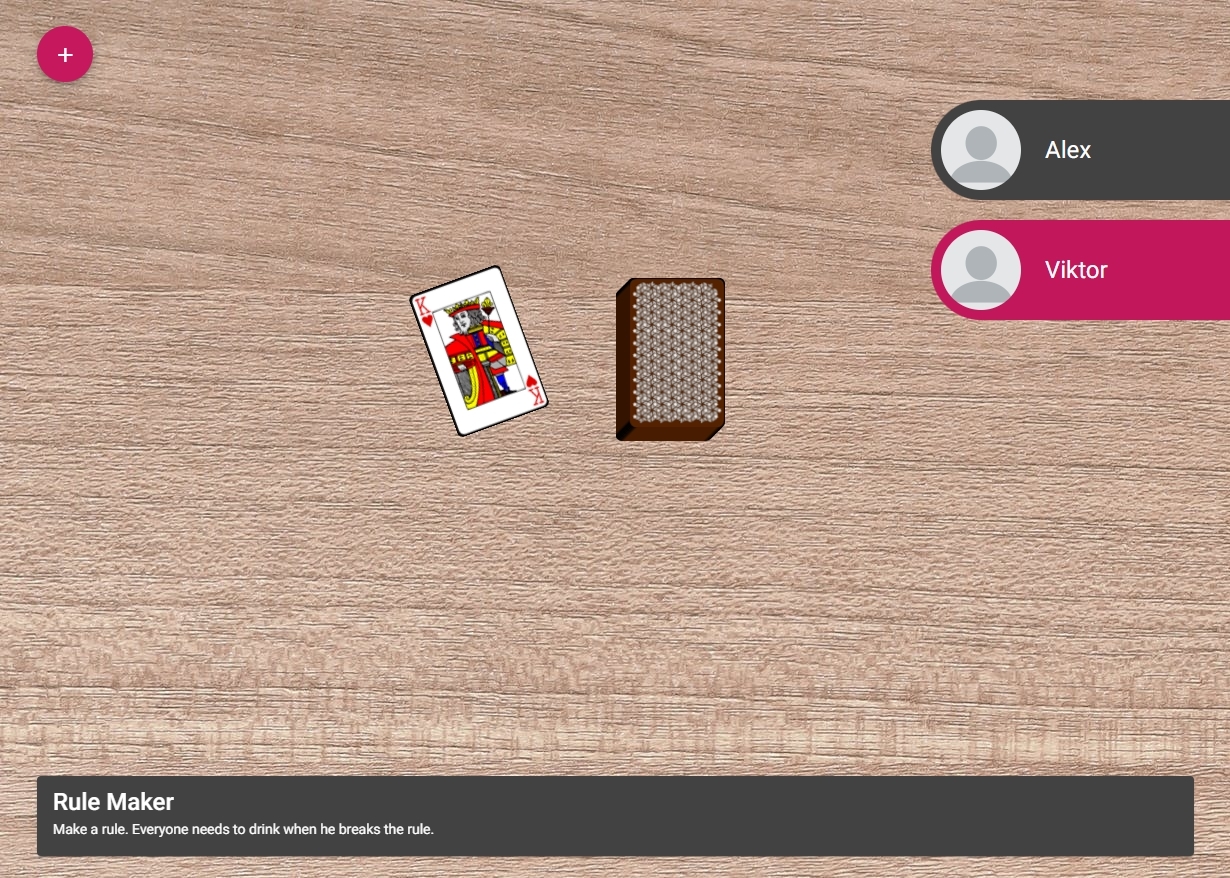 +
Alex
Viktor
K
K
Rule Maker
Make a rule. Everyone needs to drink when he breaks the rule.